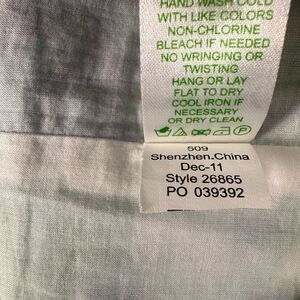 HAND WASH COLD
WITH LIKE COLORS
NON-CHLORINE
BLEACH IF NEEDED
NO WRINGING OR
TWISTING
HANG OR LAY
FLAT TO DRY
COOL IRON IF
NECESSARY
OR DRY CLEAN
509
Shenzhen.China
Dec-11
Style 26865
PO 039392